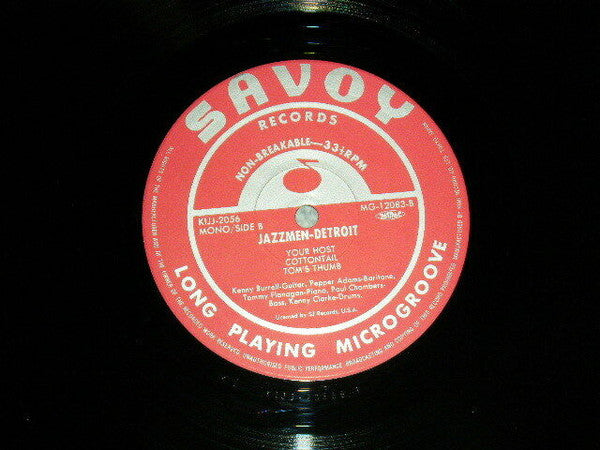 SAVOY
RECORDS
NON-BREAKABLE—33⅓RPM
KIJJ-2056
MONO/SIDE B
MG-12083-B
JAZZMEN-DETROIT
YOUR HOST
COTTONTAIL
TOM'S THUMB
Kenny Burrell-Guitar, Pepper Adams-Baritone,
Tommy Flanagan-Piano, Paul Chambers-
Bass, Kenny Clarke-Drums.
Licensed by SJ Records, U.S.A.
LONG PLAYING MICROGROOVE